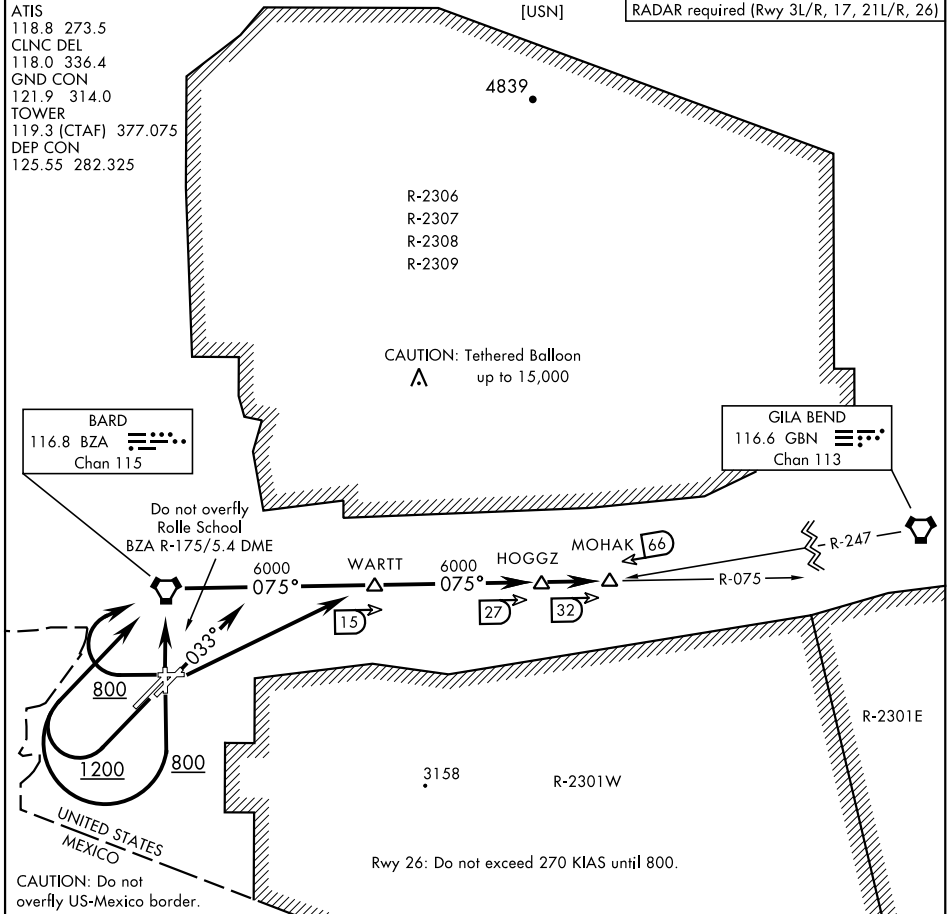 ATIS
118.8 273.5
CLNC DEL
118.0 336.4
GND CON
121.9 314.0
TOWER
119.3 (CTAF) 377.075
DEP CON
125.55 282.325
[USN]
RADAR required (Rwy 3L/R, 17, 21L/R, 26)
4839
R-2306
R-2307
R-2308
R-2309
CAUTION: Tethered Balloon
up to 15,000
BARD
116.8 BZA
Chan 115
GILA BEND
116.6 GBN
Chan 113
Do not overfly
Rolle School
BZA R-175/5.4 DME
6000
075°
WARTT
15
6000
075°
HOGGZ
27
MOHAK
66
32
R-247
R-075
033°
800
1200
800
UNITED STATES
MEXICO
CAUTION: Do not
overfly US-Mexico border.
3158
R-2301W
R-2301E
Rwy 26: Do not exceed 270 KIAS until 800.